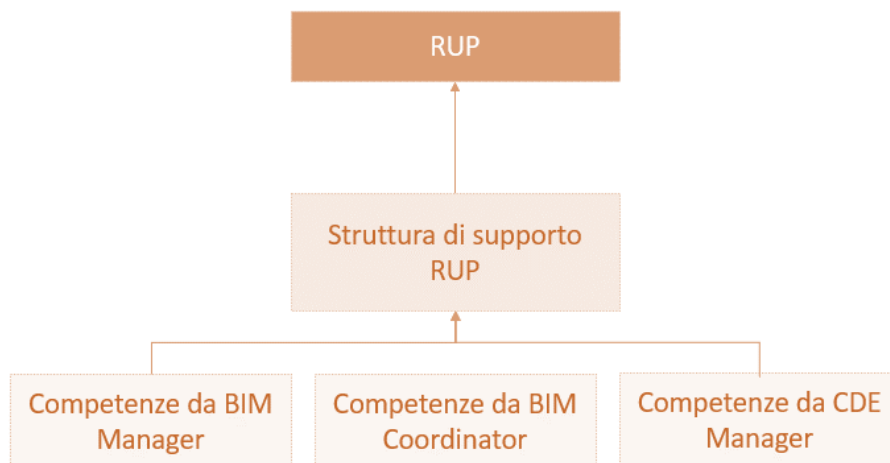 RUP
Struttura di supporto
RUP
Competenze da BIM
Manager
Competenze da BIM
Coordinator
Competenze da CDE
Manager